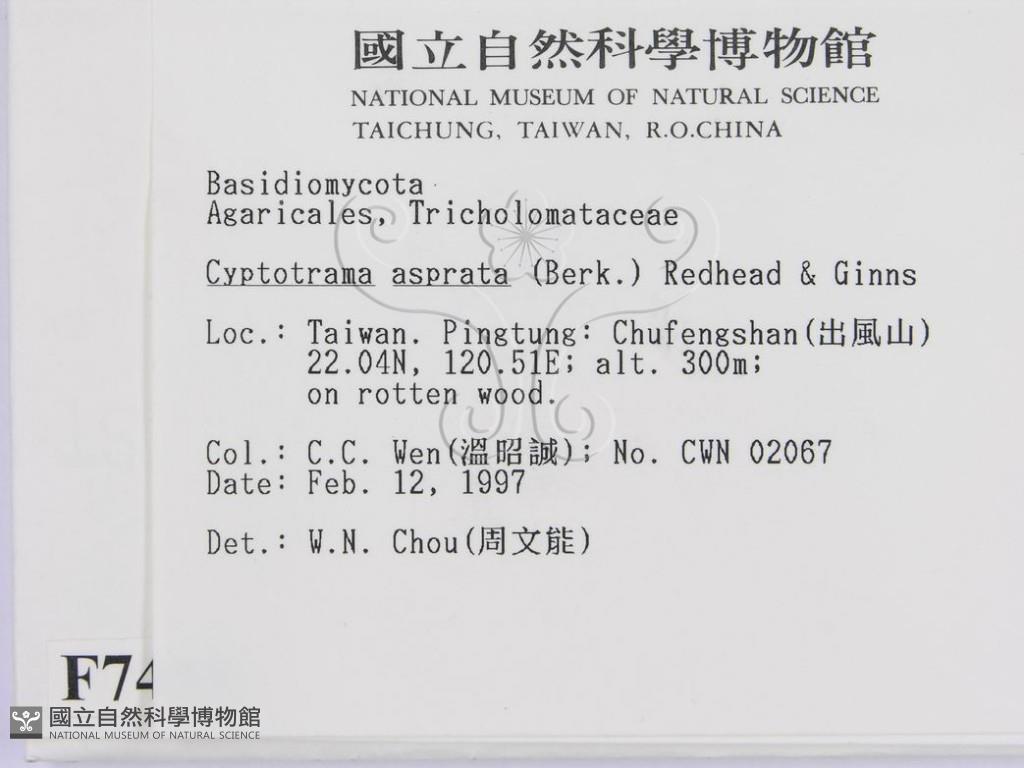 國立自然科學博物館
NATIONAL MUSEUM OF NATURAL SCIENCE
TAICHUNG, TAIWAN, R.O.CHINA
Basidiomycota
Agaricales, Tricholomataceae
Cyptotrama asprata (Berk.) Redhead & Ginns
Loc.: Taiwan. Pingtung: Chufengshan(出風山)
22.04N, 120.51E; alt. 300m;
on rotten wood.
Col.: C.C. Wen(溫昭誠); No. CWN 02067
Date: Feb. 12, 1997
Det.: W.N. Chou(周文能)
F74
國立自然科學博物館
NATIONAL MUSEUM OF NATURAL SCIENCE